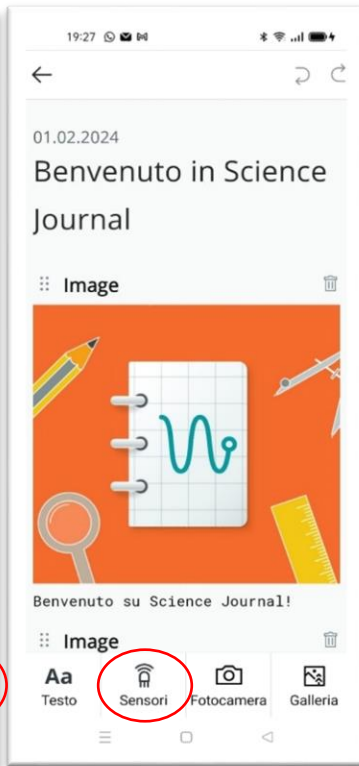 19:27
01.02.2024
Benvenuto in Science
Journal
Image
Benvenuto su Science Journal!
Image
Aa
Testo Sensori Fotocamera Galleria